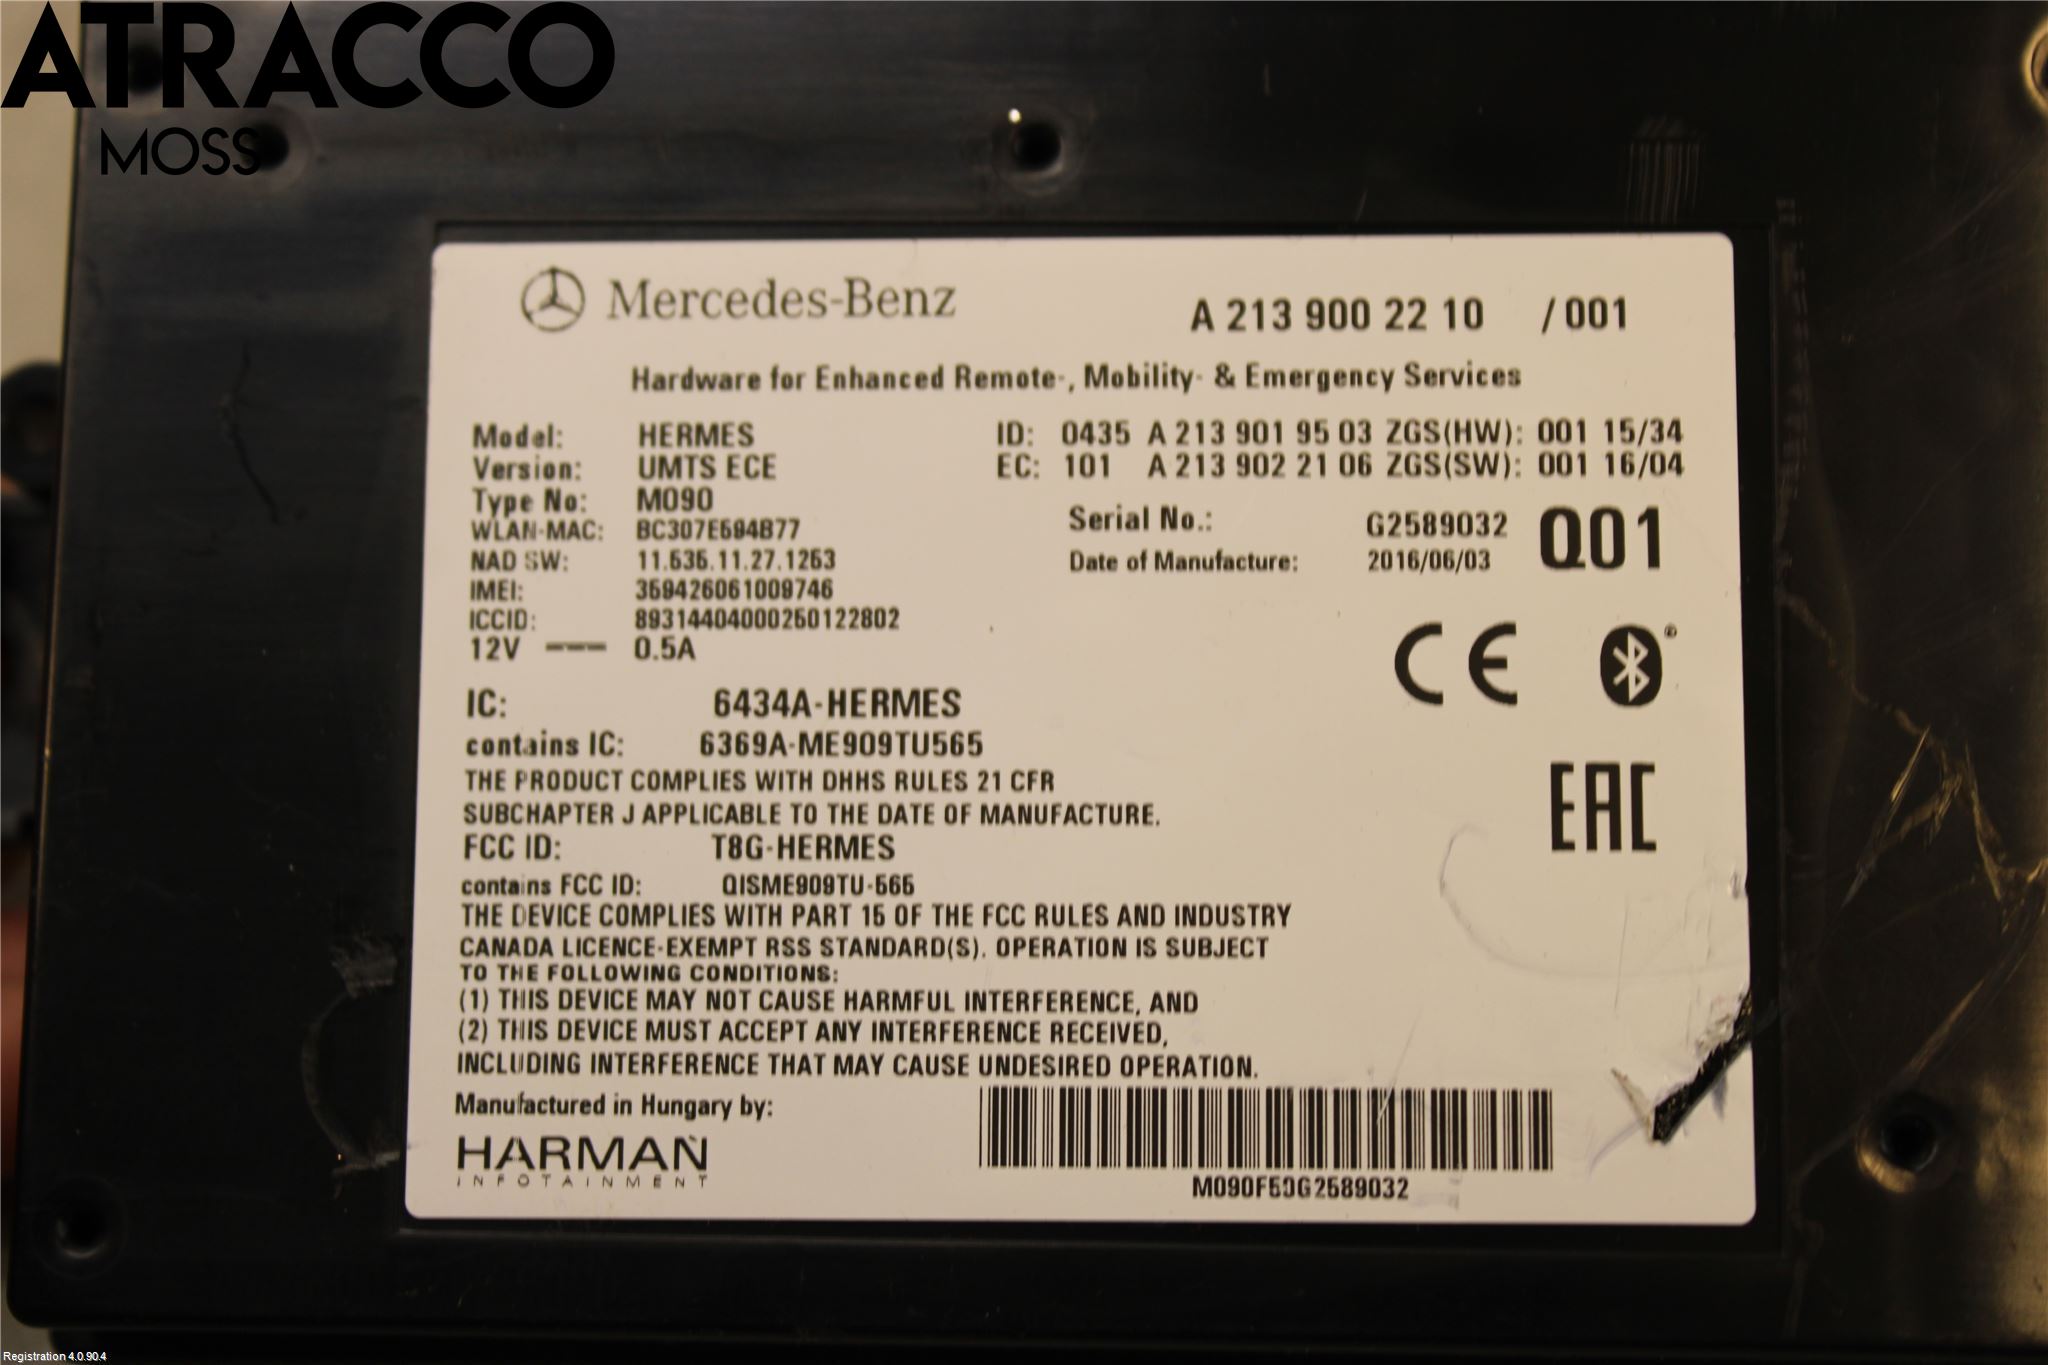 ATRACCO
MOSS
Mercedes-Benz A 213 900 22 10 /001
Hardware for Enhanced Remote-, Mobility- & Emergency Services
Model: HERMES ID: 0435 A 213 901 95 03 ZGS(HW): 001 15/34
Version: UMTS ECE EC: 101 A 213 902 21 06 ZGS(SW): 001 16/04
Type No: M090
WLAN-MAC: BC307E594B77
Serial No.: G2589032 Q01
NAD SW: 11.535.11.27.1253
Date of Manufacture: 2016/06/03
IMEI: 359426061009746
ICCID: 89314404000250122802
12V 0.5A
CE
IC: 6434A-HERMES
contains IC: 6369A-ME909TU565
THE PRODUCT COMPLIES WITH DHHS RULES 21 CFR
SUBCHAPTER J APPLICABLE TO THE DATE OF MANUFACTURE.
EAC
FCC ID: T8G-HERMES
contains FCC ID: QISME909TU-565
THE DEVICE COMPLIES WITH PART 15 OF THE FCC RULES AND INDUSTRY
CANADA LICENCE-EXEMPT RSS STANDARD(S). OPERATION IS SUBJECT
TO THE FOLLOWING CONDITIONS:
(1) THIS DEVICE MAY NOT CAUSE HARMFUL INTERFERENCE, AND
(2) THIS DEVICE MUST ACCEPT ANY INTERFERENCE RECEIVED,
INCLUDING INTERFERENCE THAT MAY CAUSE UNDESIRED OPERATION.
Manufactured in Hungary by:
HARMAN
INFOTAINMENT
M090F50G2589032
Registration 4.0.90.4